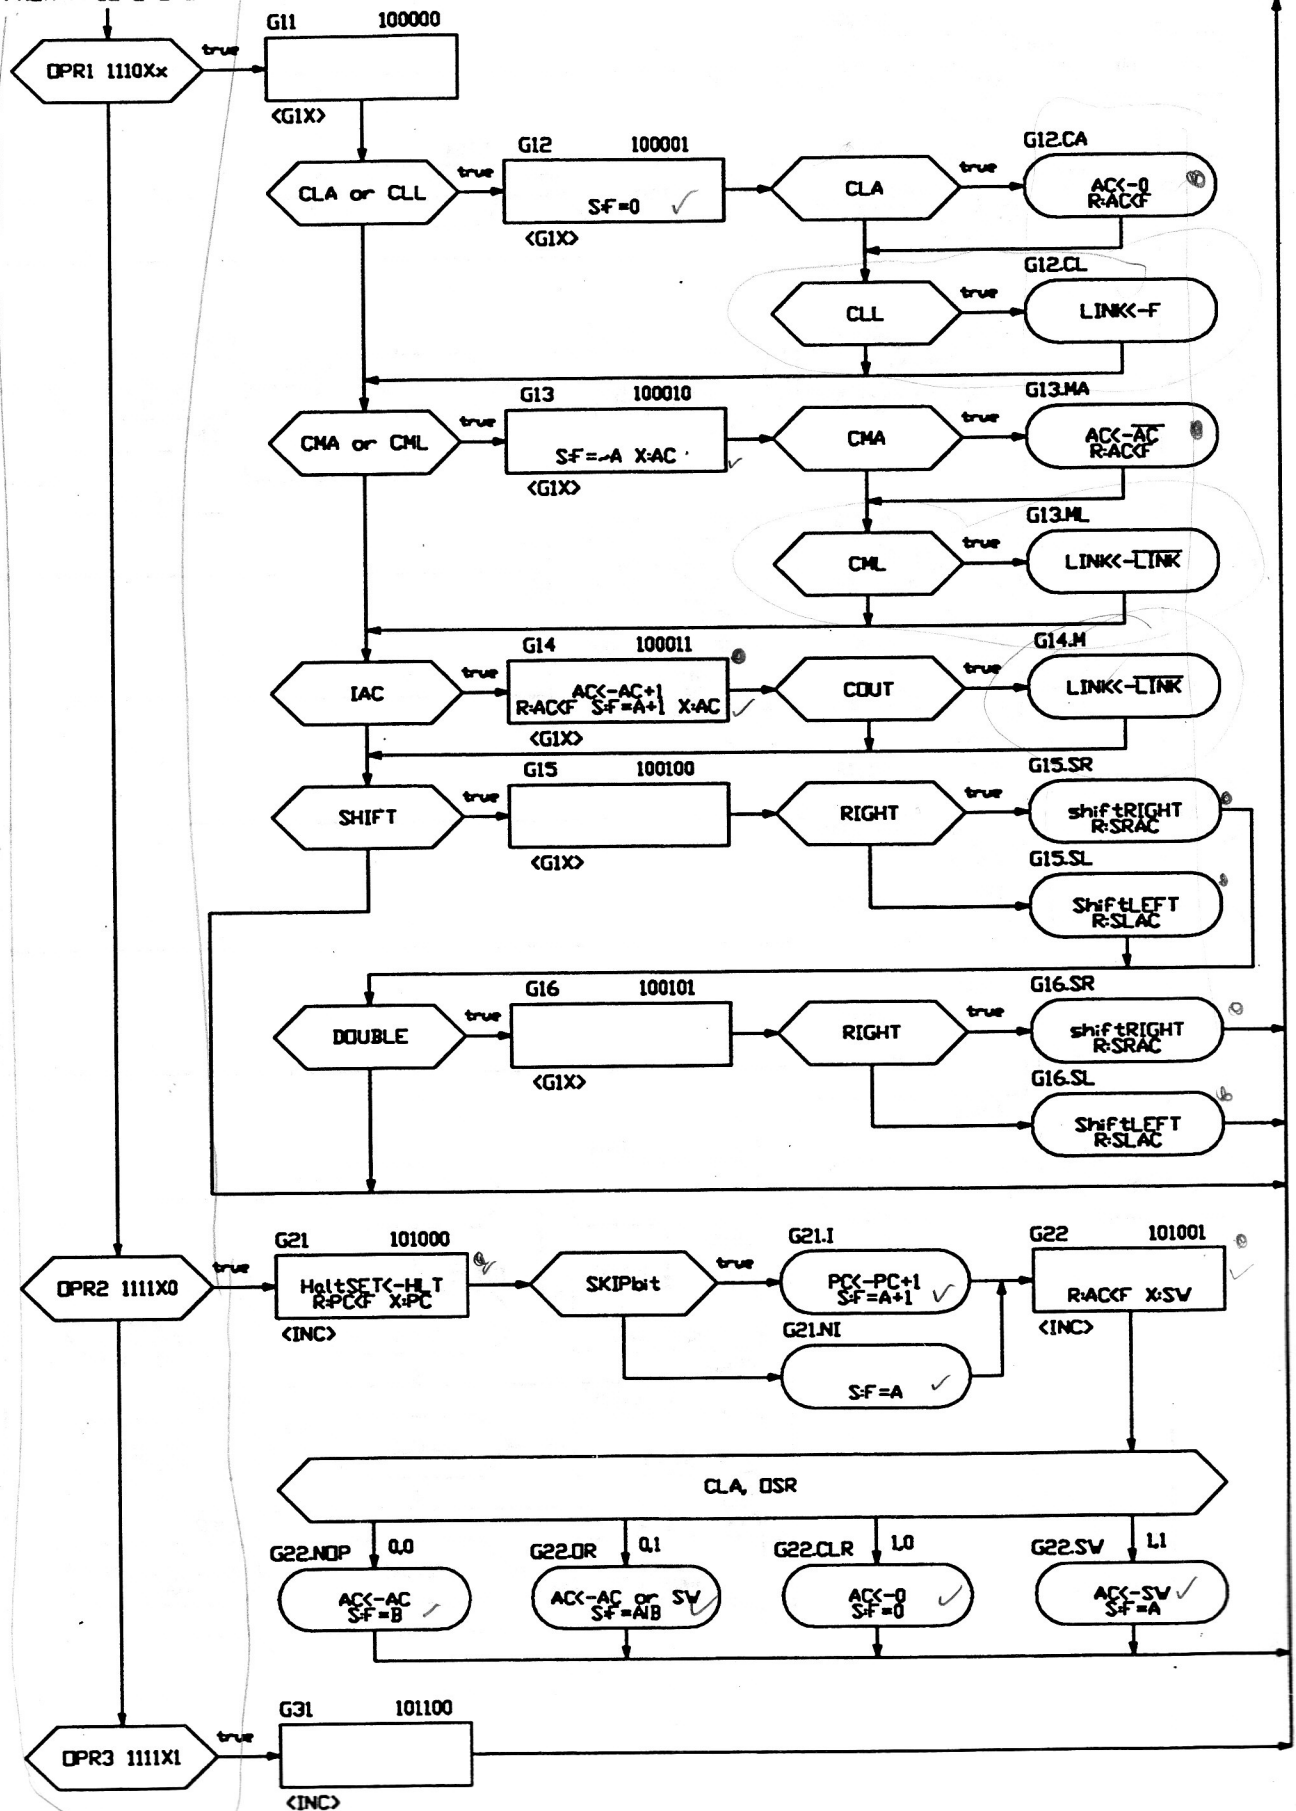 G11 100000
OPR1 1110Xx
true
<G1X>
G12 100001
G12.CA
CLA or CLL
true
S:F=0
CLA
true
AC<-0
R:AC<F
<G1X>
G12.CL
CLL
true
LINK<-F
G13 100010
G13.MA
CMA or CML
true
S:F=~A X:AC
CMA
true
AC<-AC
R:AC<F
<G1X>
G13.ML
CML
true
LINK<-LINK
G14 100011
G14.M
IAC
true
AC<-AC+1
R:AC<F S:F=A+1 X:AC
COUT
true
LINK<-LINK
<G1X>
G15 100100
G15.SR
SHIFT
true
RIGHT
true
shiftRIGHT
R:SRAC
<G1X>
G15.SL
ShiftLEFT
R:SLAC
G16 100101
G16.SR
DOUBLE
true
RIGHT
true
shiftRIGHT
R:SRAC
<G1X>
G16.SL
ShiftLEFT
R:SLAC
G21 101000
G21.I
G22 101001
OPR2 1111X0
true
HaltSET<-HLT
R:PC<F X:PC
SKIPbit
true
PC<-PC+1
S:F=A+1
R:AC<F X:SW
<INC>
G21.NI
<INC>
S:F=A
CLA, OSR
G22.NOP 0,0
G22.OR 0,1
G22.CLR 1,0
G22.SW 1,1
AC<-AC
S:F=B
AC<-AC or SW
S:F=A|B
AC<-0
S:F=0
AC<-SW
S:F=A
G31 101100
OPR3 1111X1
true
<INC>